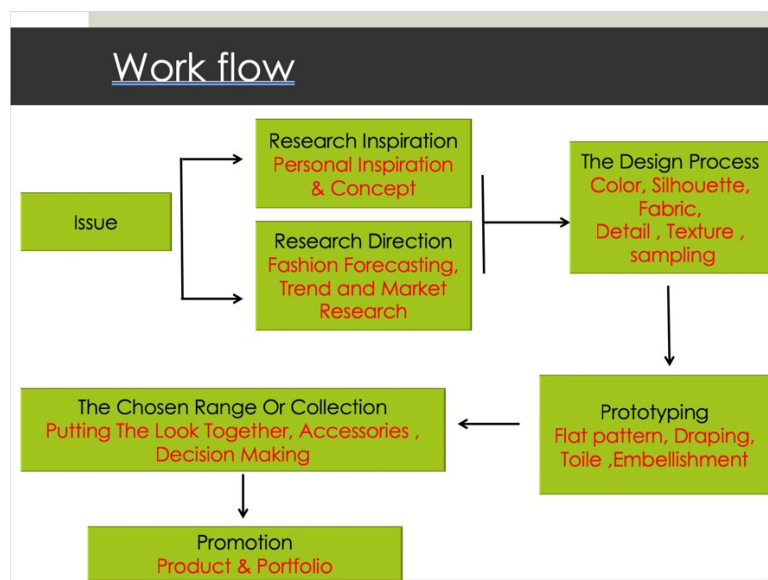 Work flow
Issue
Research Inspiration
Personal Inspiration
& Concept
Research Direction
Fashion Forecasting,
Trend and Market
Research
The Design Process
Color, Silhouette,
Fabric,
Detail , Texture ,
sampling
Prototyping
Flat pattern, Draping,
Toile ,Embellishment
The Chosen Range Or Collection
Putting The Look Together, Accessories ,
Decision Making
Promotion
Product & Portfolio